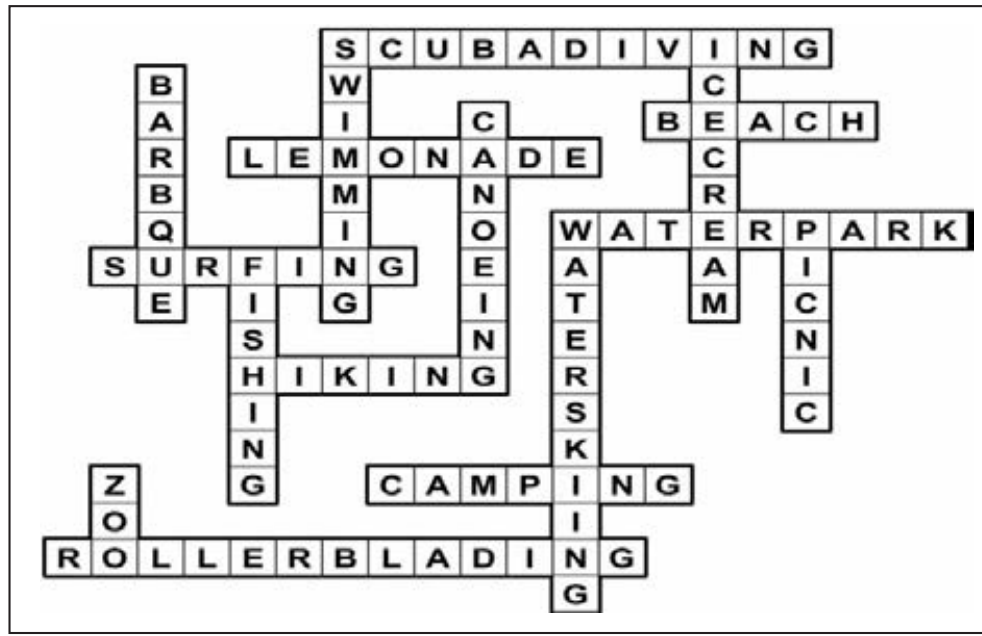 SCUBADIVING
SWIMMING
ICECREAM
BARBQUE
CANOEING
BEACH
LEMONADE
WATERPARK
WATERSKIING
PICNIC
SURFING
FISHING
HIKING
CAMPING
ZOO
ROLLERBLADING